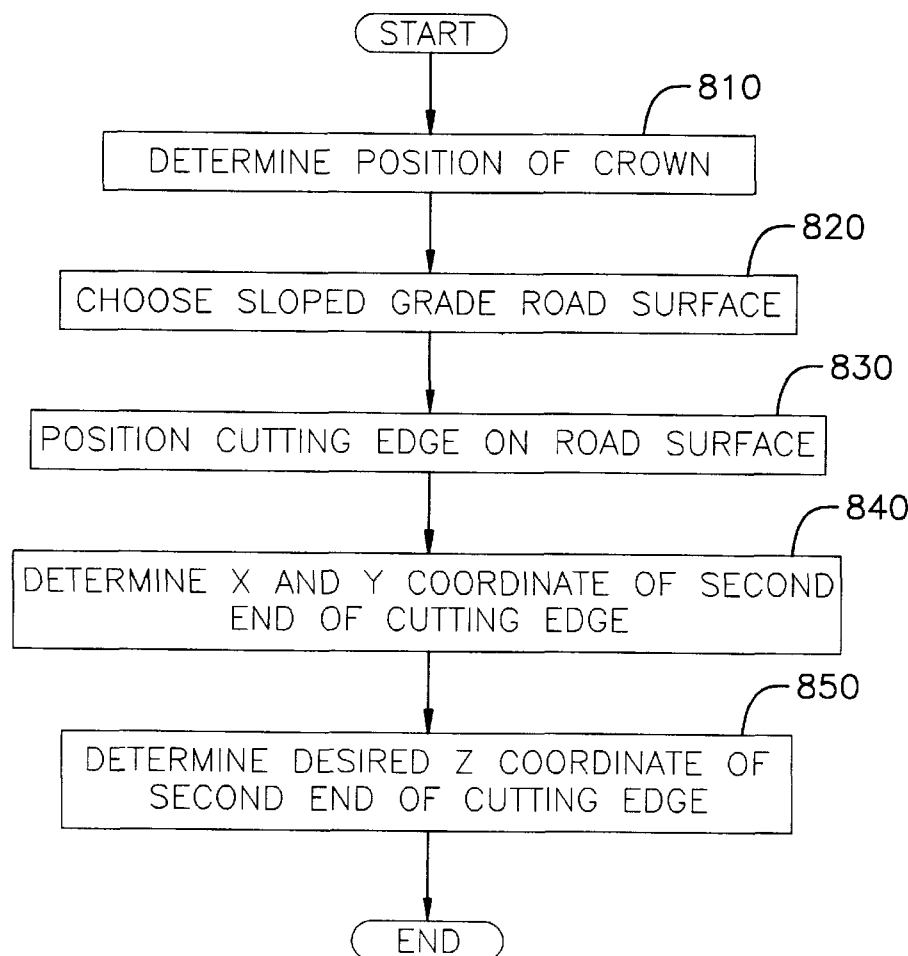 START
810
DETERMINE POSITION OF CROWN
820
CHOOSE SLOPED GRADE ROAD SURFACE
830
POSITION CUTTING EDGE ON ROAD SURFACE
840
DETERMINE X AND Y COORDINATE OF SECOND
END OF CUTTING EDGE
850
DETERMINE DESIRED Z COORDINATE OF
SECOND END OF CUTTING EDGE
END